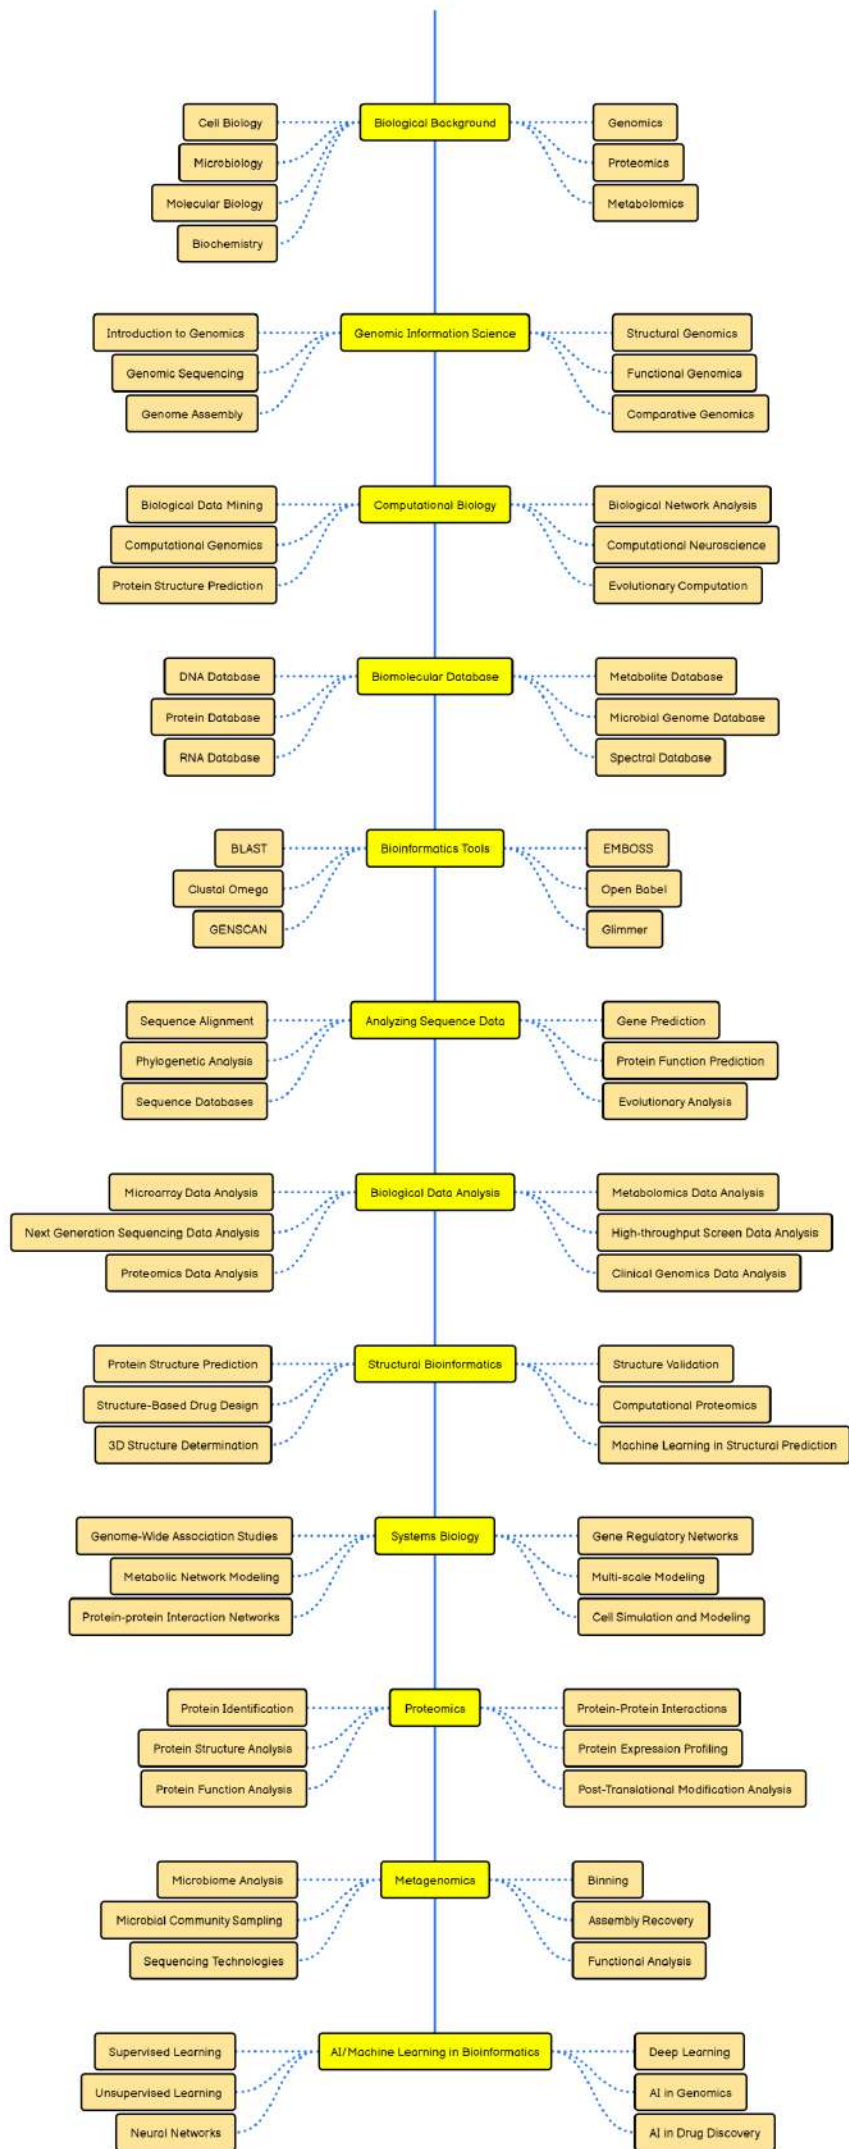 Biological Background
Cell Biology
Microbiology
Molecular Biology
Biochemistry
Genomics
Proteomics
Metabolomics
Genomic Information Science
Introduction to Genomics
Genomic Sequencing
Genome Assembly
Structural Genomics
Functional Genomics
Comparative Genomics
Computational Biology
Biological Data Mining
Computational Genomics
Protein Structure Prediction
Biological Network Analysis
Computational Neuroscience
Evolutionary Computation
Biomolecular Database
DNA Database
Protein Database
RNA Database
Metabolite Database
Microbial Genome Database
Spectral Database
Bioinformatics Tools
BLAST
Clustal Omega
GENSCAN
EMBOSS
Open Babel
Glimmer
Analyzing Sequence Data
Sequence Alignment
Phylogenetic Analysis
Sequence Databases
Gene Prediction
Protein Function Prediction
Evolutionary Analysis
Biological Data Analysis
Microarray Data Analysis
Next Generation Sequencing Data Analysis
Proteomics Data Analysis
Metabolomics Data Analysis
High-throughput Screen Data Analysis
Clinical Genomics Data Analysis
Structural Bioinformatics
Protein Structure Prediction
Structure-Based Drug Design
3D Structure Determination
Structure Validation
Computational Proteomics
Machine Learning in Structural Prediction
Systems Biology
Genome-Wide Association Studies
Metabolic Network Modeling
Protein-protein Interaction Networks
Gene Regulatory Networks
Multi-scale Modeling
Cell Simulation and Modeling
Proteomics
Protein Identification
Protein Structure Analysis
Protein Function Analysis
Protein-Protein Interactions
Protein Expression Profiling
Post-Translational Modification Analysis
Metagenomics
Microbiome Analysis
Microbial Community Sampling
Sequencing Technologies
Binning
Assembly Recovery
Functional Analysis
AI/Machine Learning in Bioinformatics
Supervised Learning
Unsupervised Learning
Neural Networks
Deep Learning
AI in Genomics
AI in Drug Discovery